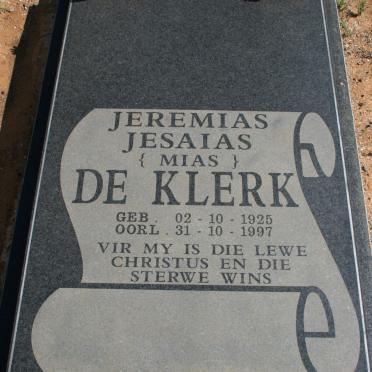 JEREMIAS
JESAIAS
{ MIAS }
DE KLERK
GEB. 02 - 10 - 1925
OORL. 31 - 10 - 1997
VIR MY IS DIE LEWE
CHRISTUS EN DIE
STERWE WINS